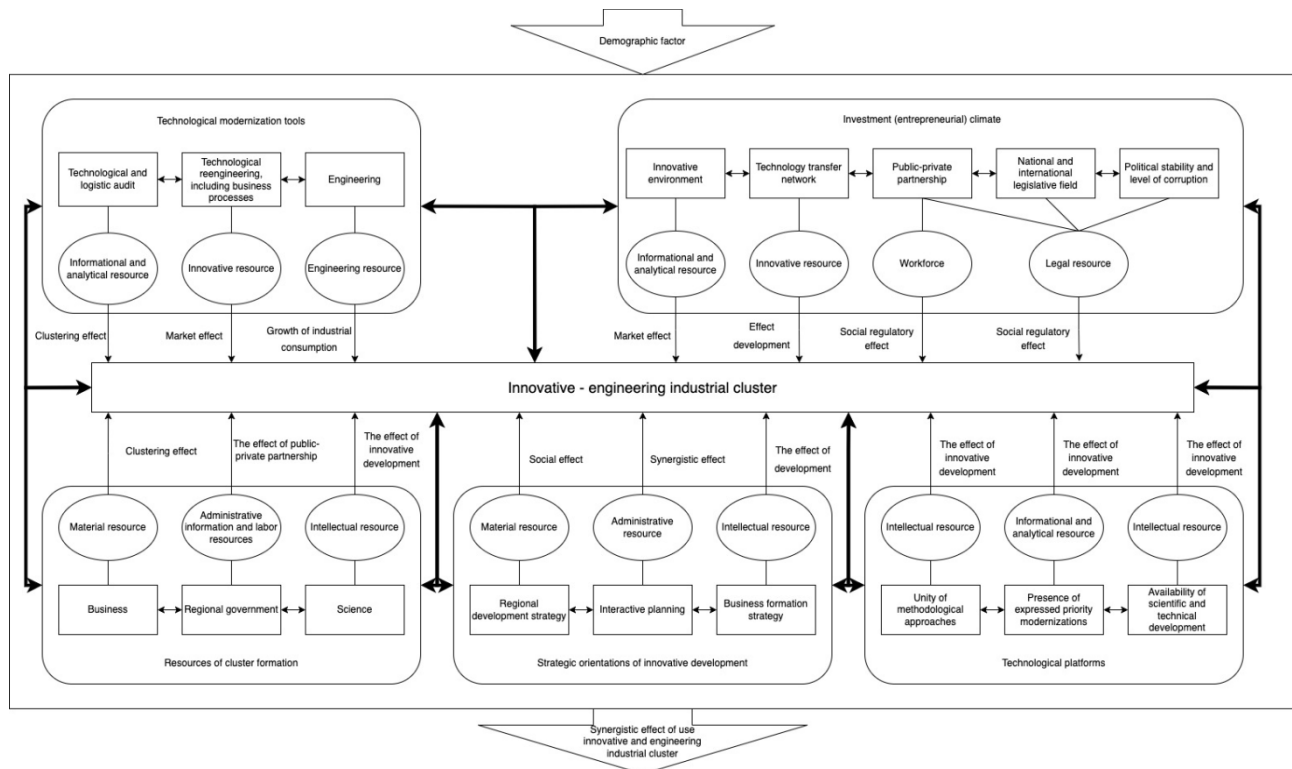 Demographic factor
Technological modernization tools
Technological and
logistic audit
Technological
reengineering,
including business
processes
Engineering
Informational and
analytical resource
Innovative resource
Engineering resource
Clustering effect
Market effect
Growth of industrial
consumption
Investment (entrepreneurial) climate
Innovative
environment
Technology transfer
network
Public-private
partnership
National and
international
legislative field
Political stability and
level of corruption
Informational and
analytical resource
Innovative resource
Workforce
Legal resource
Market effect
Effect
development
Social regulatory
effect
Social regulatory
effect
Innovative - engineering industrial cluster
Clustering effect
The effect of public-
private partnership
The effect of
innovative
development
Material resource
Administrative
information and labor
resources
Intellectual resource
Business
Regional government
Science
Resources of cluster formation
Social effect
Synergistic effect
The effect of
development
Material resource
Administrative
resource
Intellectual resource
Regional
development strategy
Interactive planning
Business formation
strategy
Strategic orientations of innovative development
The effect of
innovative
development
The effect of
innovative
development
The effect of
innovative
development
Intellectual resource
Informational and
analytical resource
Intellectual resource
Unity of
methodological
approaches
Presence of
expressed priority
modernizations
Availability of
scientific and
technical
development
Technological platforms
Synergistic effect of use
innovative and engineering
industrial cluster